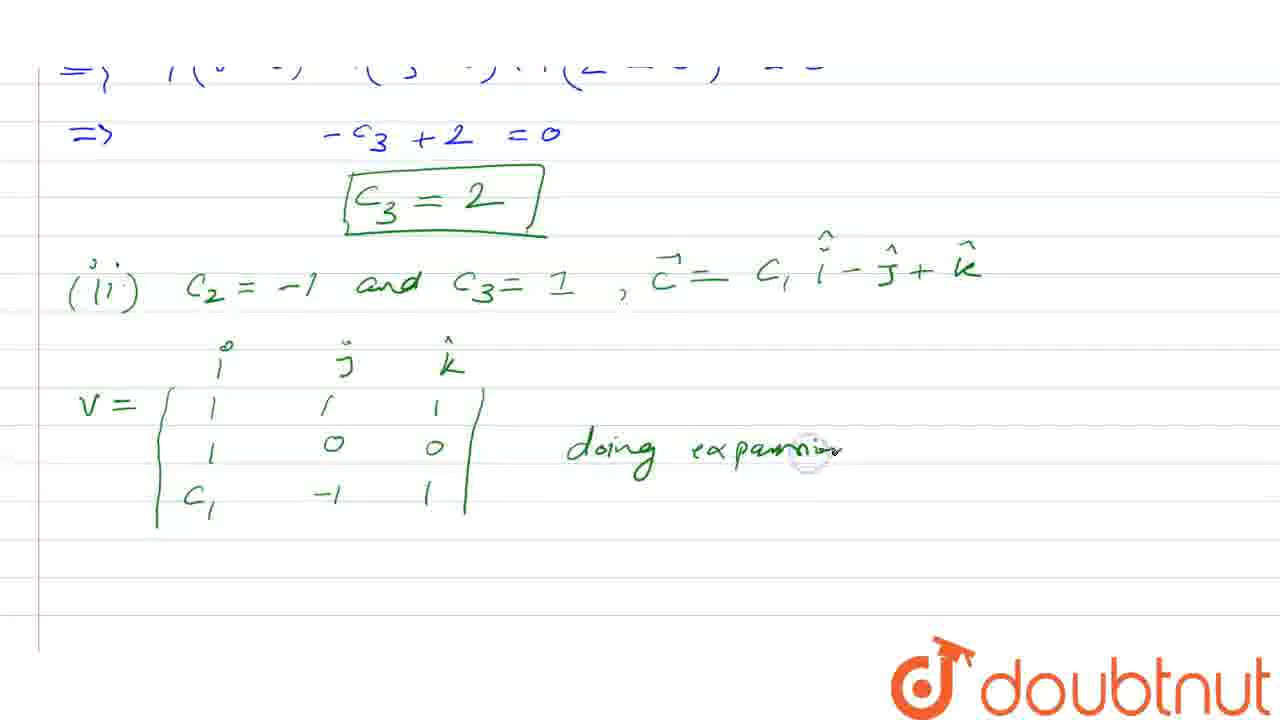 => -c₃ + 2 = 0
c₃ = 2
(ii) c₂ = -1 and c₃ = 1 , c⃗ = c₁ î - ĵ + k̂
î ĵ k̂
v = | 1 1 1 |
| 1 0 0 |
| c₁ -1 1 |
doing expansion
doubtnut